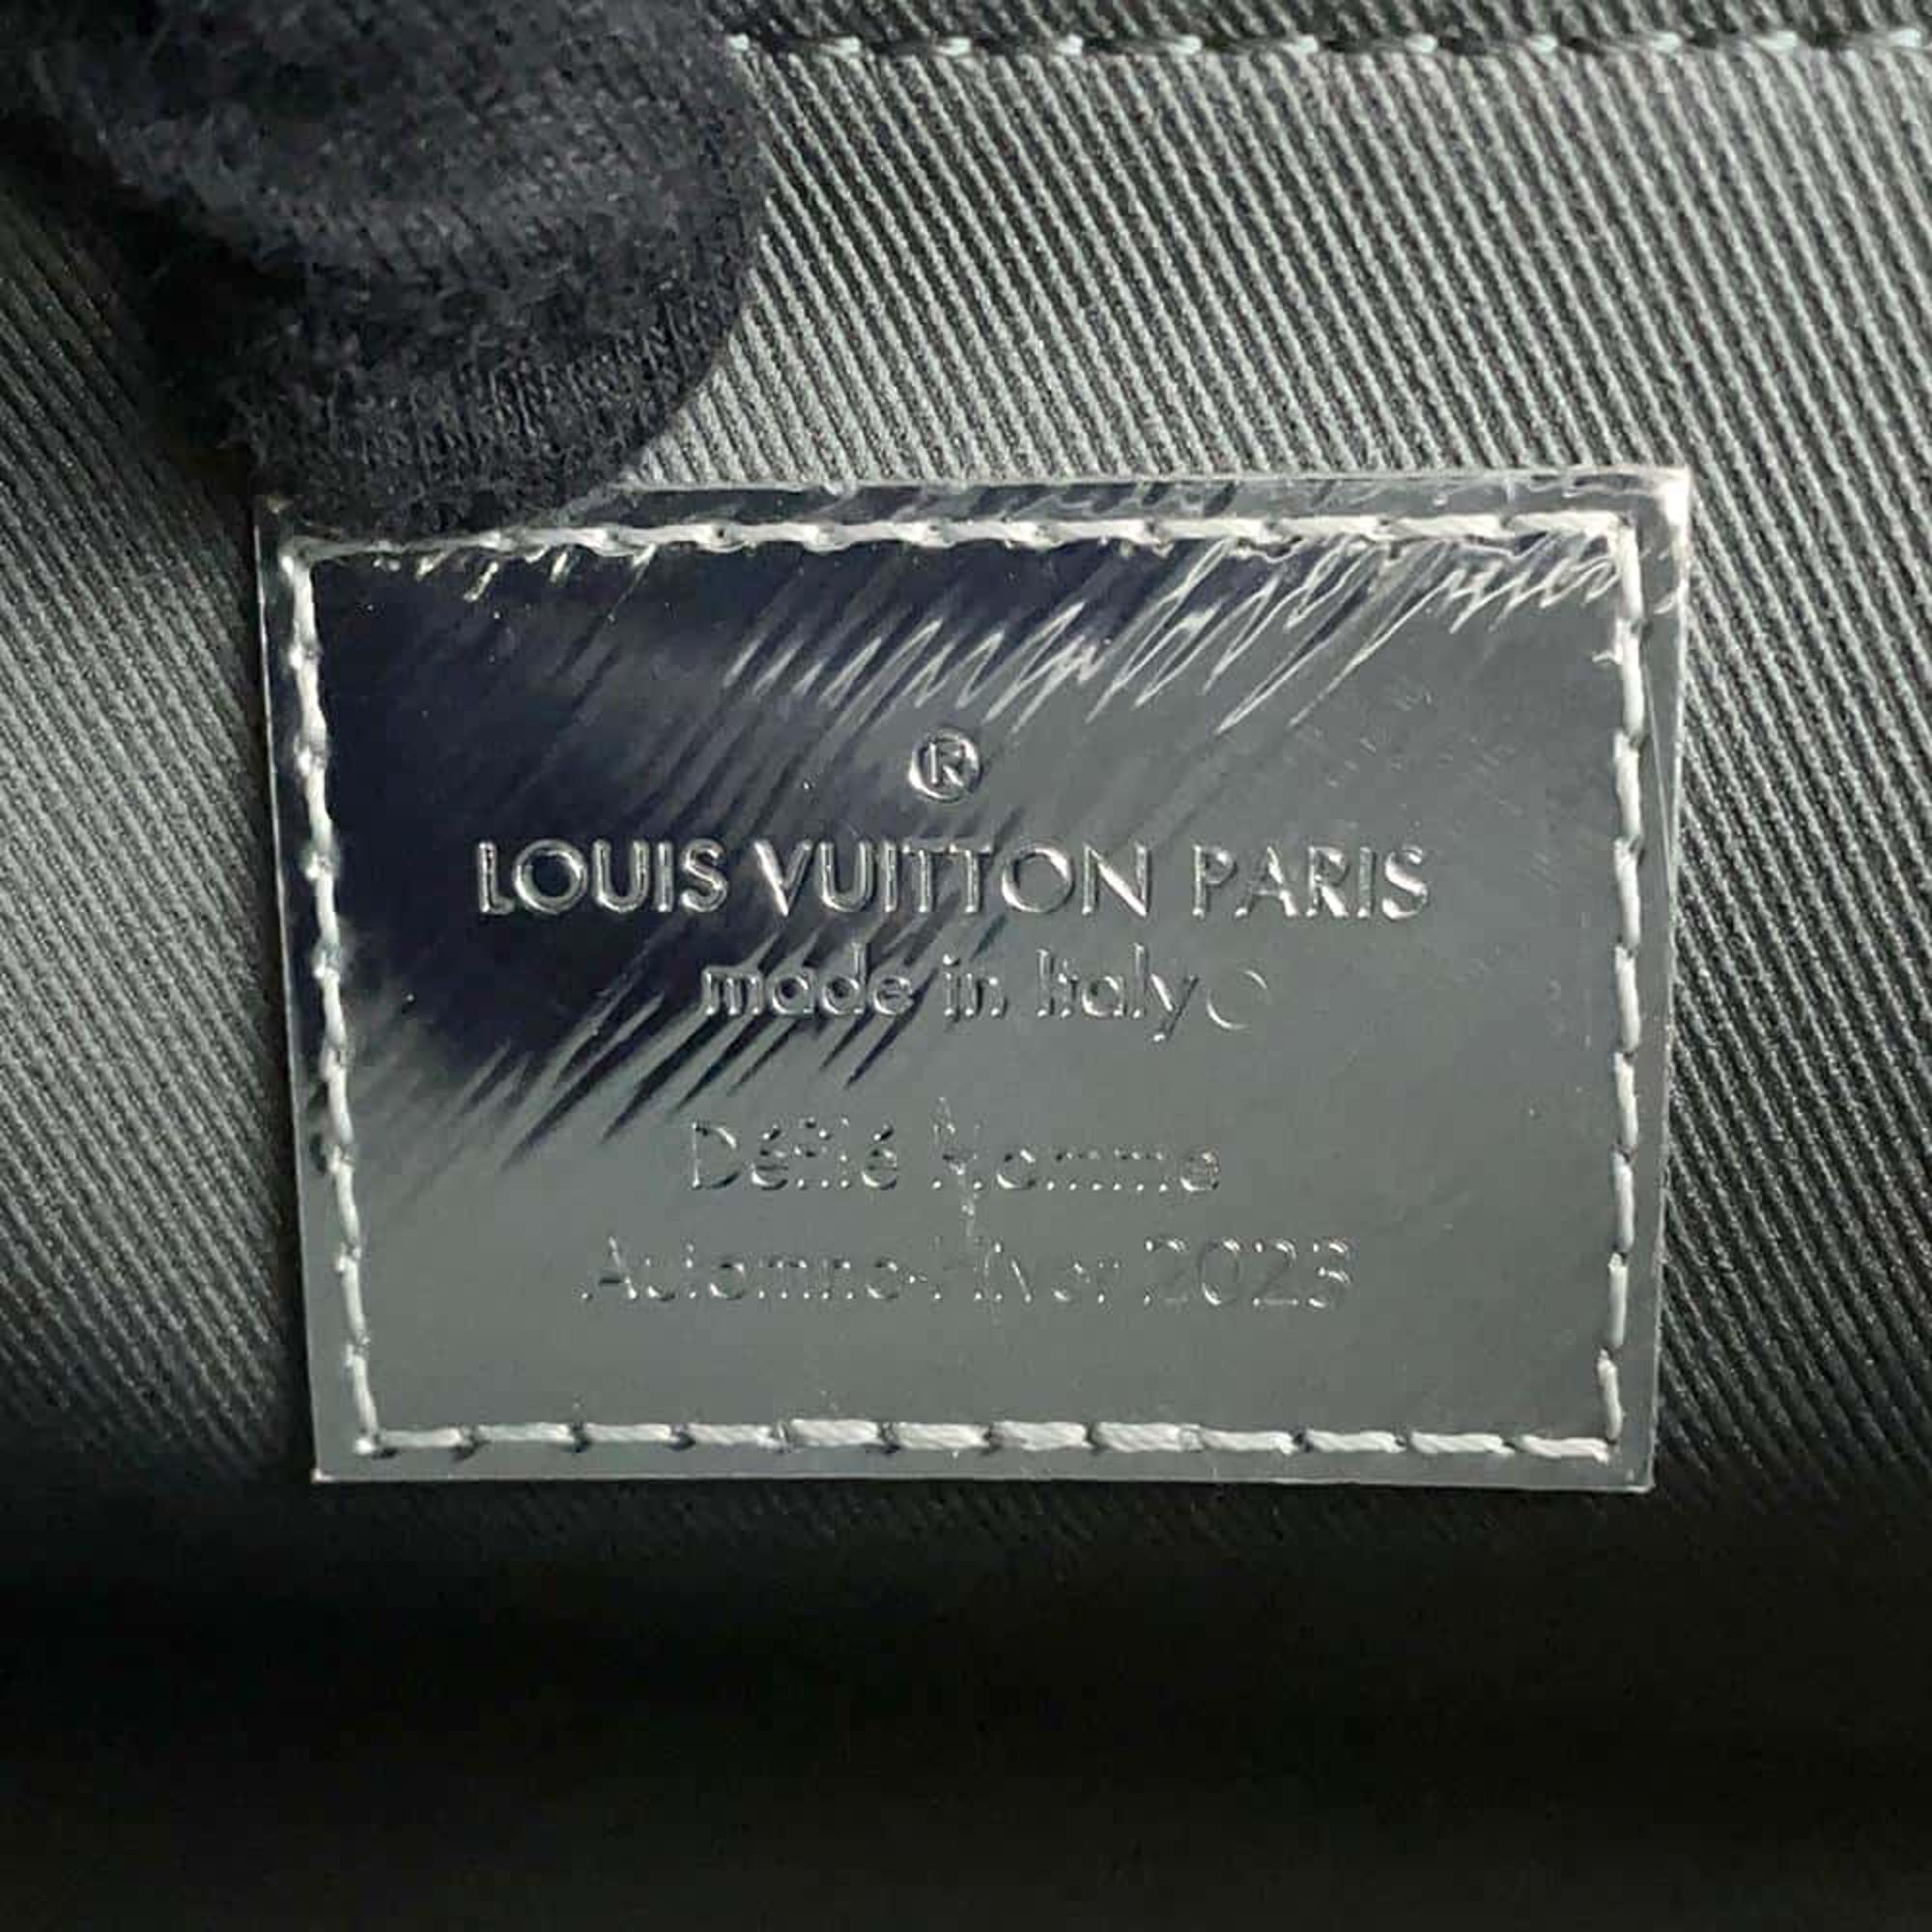 ®
LOUIS VUITTON PARIS
made in Italy
Défilé Homme
Automne-Hiver 2023